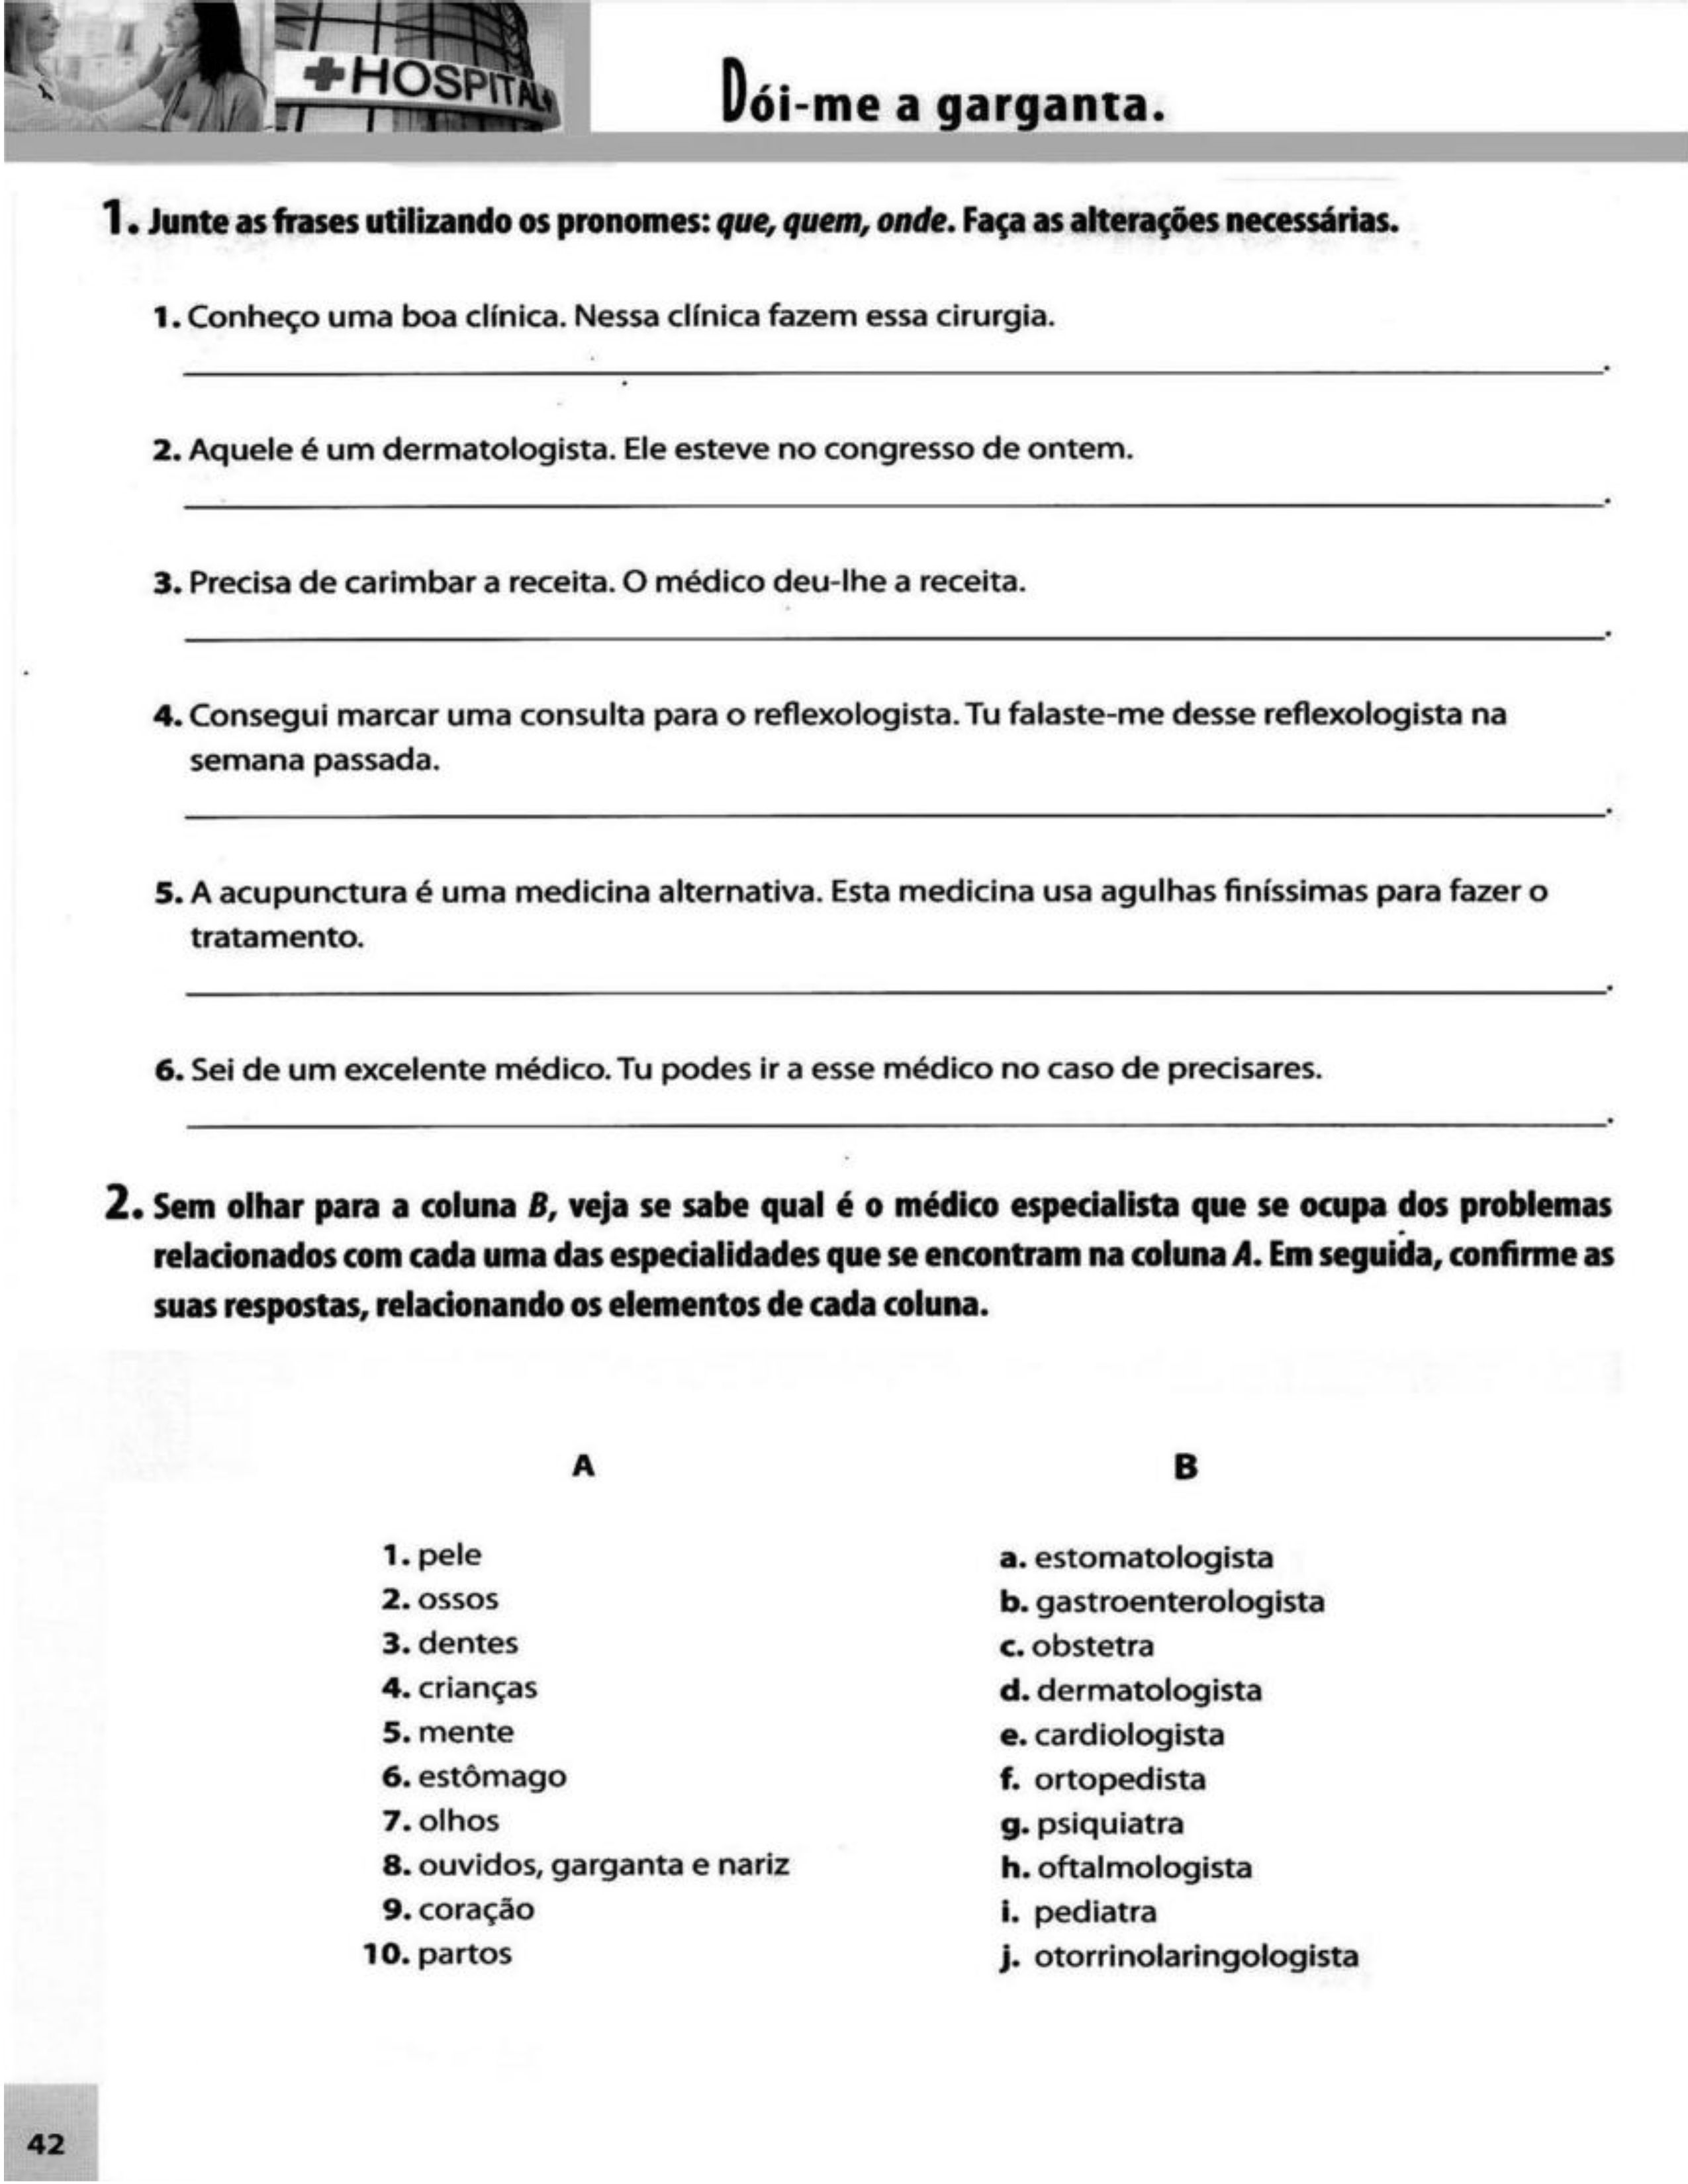 +HOSPITAL+
Dói-me a garganta.
1. Junte as frases utilizando os pronomes: que, quem, onde. Faça as alterações necessárias.
1. Conheço uma boa clínica. Nessa clínica fazem essa cirurgia.
2. Aquele é um dermatologista. Ele esteve no congresso de ontem.
3. Precisa de carimbar a receita. O médico deu-lhe a receita.
4. Consegui marcar uma consulta para o reflexologista. Tu falaste-me desse reflexologista na
semana passada.
5. A acupunctura é uma medicina alternativa. Esta medicina usa agulhas finíssimas para fazer o
tratamento.
6. Sei de um excelente médico. Tu podes ir a esse médico no caso de precisares.
2. Sem olhar para a coluna B, veja se sabe qual é o médico especialista que se ocupa dos problemas
relacionados com cada uma das especialidades que se encontram na coluna A. Em seguida, confirme as
suas respostas, relacionando os elementos de cada coluna.
A
1. pele
2. ossos
3. dentes
4. crianças
5. mente
6. estômago
7. olhos
8. ouvidos, garganta e nariz
9. coração
10. partos
B
a. estomatologista
b. gastroenterologista
c. obstetra
d. dermatologista
e. cardiologista
f. ortopedista
g. psiquiatra
h. oftalmologista
i. pediatra
j. otorrinolaringologista
42